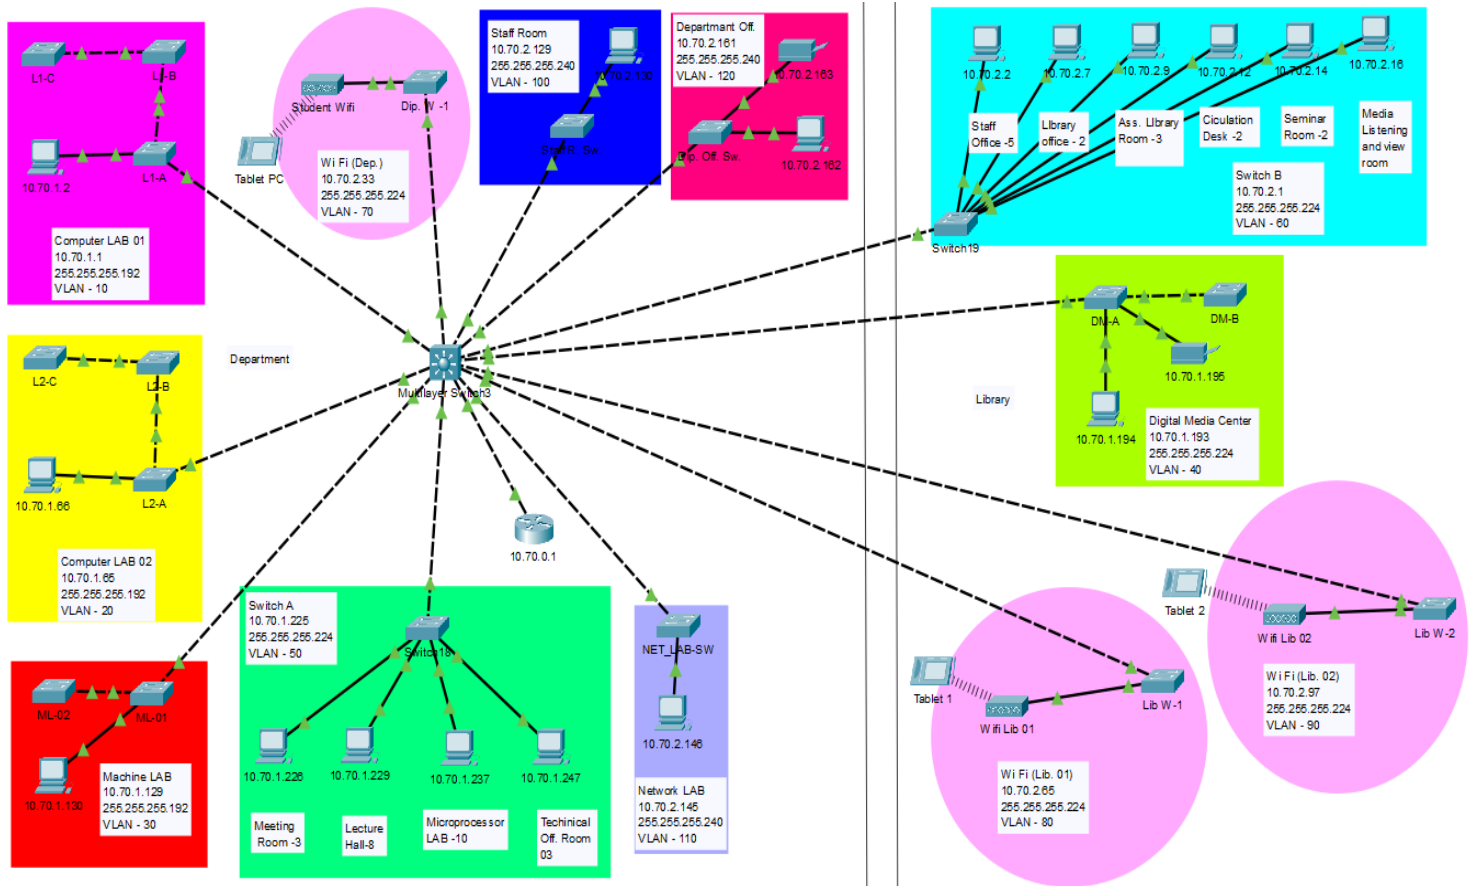 L1-C
L1-B
10.70.1.2
L1-A
Computer LAB 01
10.70.1.1
255.255.255.192
VLAN - 10
Student Wifi
Dip. W -1
Tablet PC
Wi Fi (Dep.)
10.70.2.33
255.255.255.224
VLAN - 70
Staff Room
10.70.2.129
255.255.255.240
VLAN - 100
10.70.2.130
Staff R. Sw.
Departmant Off.
10.70.2.161
255.255.255.240
VLAN - 120
10.70.2.163
Dip. Off. Sw.
10.70.2.162
10.70.2.2
10.70.2.7
10.70.2.9
10.70.2.12
10.70.2.14
10.70.2.16
Staff
Office -5
LIbrary
office - 2
Ass. LIbrary
Room -3
Ciculation
Desk -2
Seminar
Room -2
Media
Listening
and view
room
Switch B
10.70.2.1
255.255.255.224
VLAN - 60
Switch19
DM-A
DM-B
10.70.1.195
10.70.1.194
Digital Media Center
10.70.1.193
255.255.255.224
VLAN - 40
Department
Multilayer Switch3
Library
L2-C
L2-B
10.70.1.66
L2-A
Computer LAB 02
10.70.1.65
255.255.255.192
VLAN - 20
10.70.0.1
ML-02
ML-01
10.70.1.130
Machine LAB
10.70.1.129
255.255.255.192
VLAN - 30
Switch A
10.70.1.225
255.255.255.224
VLAN - 50
Switch18
10.70.1.226
10.70.1.229
10.70.1.237
10.70.1.247
Meeting
Room -3
Lecture
Hall-8
Microprocessor
LAB -10
Techinical
Off. Room
03
NET_LAB-SW
10.70.2.146
Network LAB
10.70.2.145
255.255.255.240
VLAN - 110
Tablet 1
Wifi Lib 01
Lib W-1
Wi Fi (Lib. 01)
10.70.2.65
255.255.255.224
VLAN - 80
Tablet 2
Wifi Lib 02
Lib W-2
Wi Fi (Lib. 02)
10.70.2.97
255.255.255.224
VLAN - 90